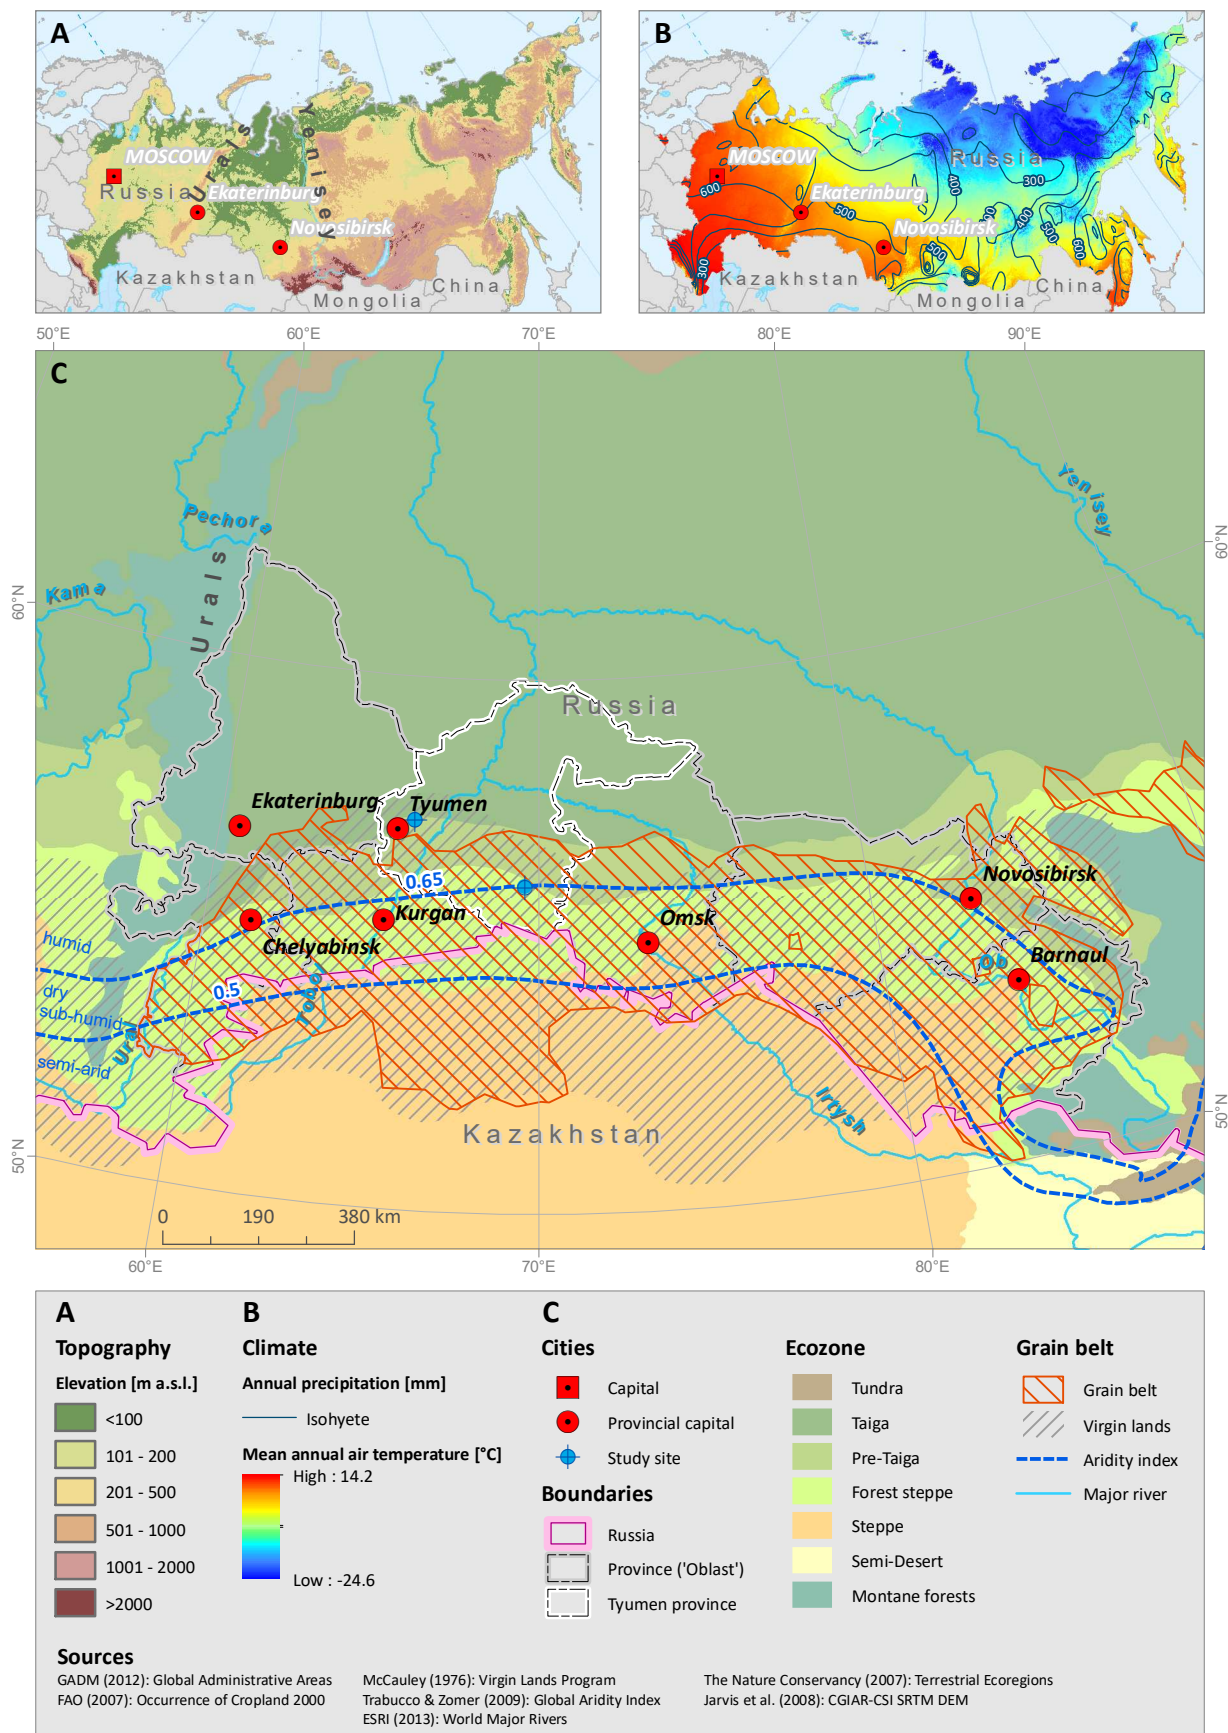 A
Urals
Yenisey
MOSCOW
Russia
Ekaterinburg
Novosibirsk
Kazakhstan
Mongolia
China
B
Russia
MOSCOW
600
Ekaterinburg
500
400
300
Novosibirsk
400
500
500
600
300
Kazakhstan
Mongolia
China
50°E
60°E
70°E
80°E
90°E
C
Pechora
Yenisey
Kama
Urals
60°N
60°N
Russia
Ekaterinburg
Tyumen
0.65
Novosibirsk
Kurgan
Omsk
humid
Chelyabinsk
Barnaul
Ob
dry
sub-humid
0.5
Tobol
Ural
semi-arid
Irtysh
Kazakhstan
50°N
50°N
0 190 380 km
60°E
70°E
80°E
A
Topography
Elevation [m a.s.l.]
<100
101 - 200
201 - 500
501 - 1000
1001 - 2000
>2000
B
Climate
Annual precipitation [mm]
Isohyete
Mean annual air temperature [°C]
High : 14.2
Low : -24.6
C
Cities
Capital
Provincial capital
Study site
Boundaries
Russia
Province ('Oblast')
Tyumen province
Ecozone
Tundra
Taiga
Pre-Taiga
Forest steppe
Steppe
Semi-Desert
Montane forests
Grain belt
Grain belt
Virgin lands
Aridity index
Major river
Sources
GADM (2012): Global Administrative Areas
FAO (2007): Occurrence of Cropland 2000
McCauley (1976): Virgin Lands Program
Trabucco & Zomer (2009): Global Aridity Index
ESRI (2013): World Major Rivers
The Nature Conservancy (2007): Terrestrial Ecoregions
Jarvis et al. (2008): CGIAR-CSI SRTM DEM